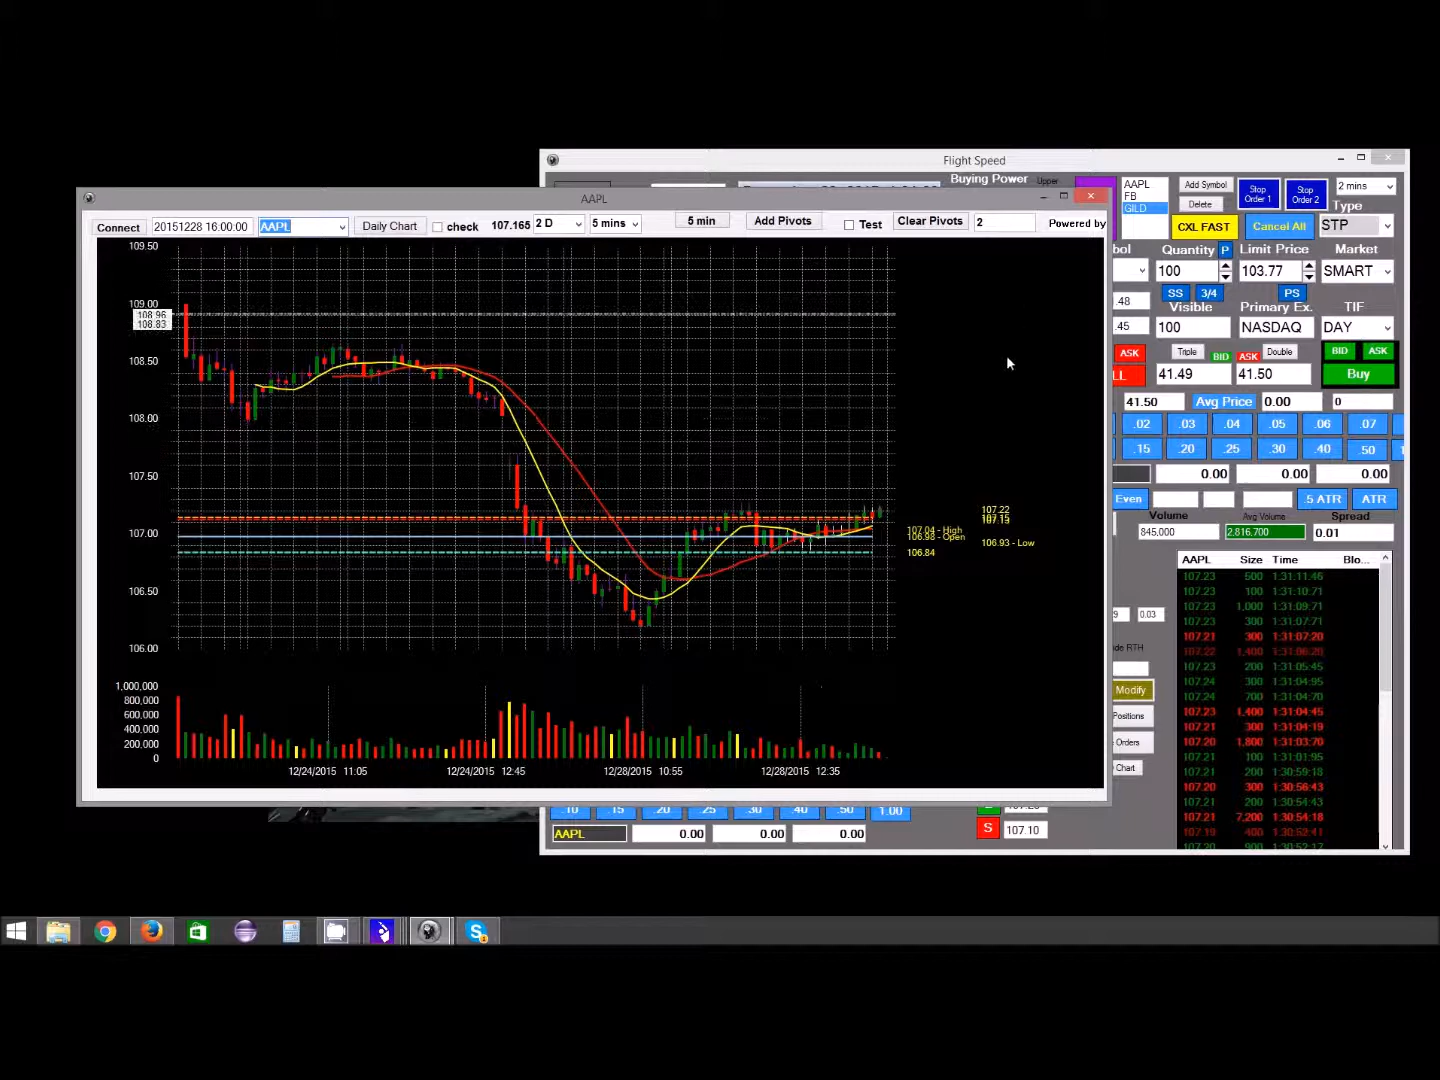 Flight Speed
Buying Power
Upper
AAPL
FB
GILD
Add Symbol
Delete
Stop Order 1
Stop Order 2
2 mins
Type
CXL FAST
Cancel All
STP
AAPL
Connect
20151228 16:00:00
AAPL
Daily Chart
check
107.165
2 D
5 mins
5 min
Add Pivots
Test
Clear Pivots
2
Powered by
bol
Quantity
P
Limit Price
Market
100
103.77
SMART
SS
3/4
PS
.48
Visible
Primary Ex.
TIF
.45
100
NASDAQ
DAY
ASK
Triple
BID
ASK
Double
BID
ASK
LL
41.49
41.50
Buy
41.50
Avg Price
0.00
0
.02
.03
.04
.05
.06
.07
.15
.20
.25
.30
.40
.50
0.00
0.00
0.00
Even
.5 ATR
ATR
Volume
Avg Volume
Spread
845,000
2,816,700
0.01
AAPL
Size
Time
Blo...
107.23 500 1:31:11:46
107.23 100 1:31:10:71
107.23 1,000 1:31:09:71
107.23 300 1:31:07:71
107.21 300 1:31:07:20
107.22 1,400 1:31:06:20
107.23 200 1:31:05:45
107.24 300 1:31:04:95
107.24 700 1:31:04:70
107.23 1,400 1:31:04:45
107.21 300 1:31:04:19
107.20 1,800 1:31:03:70
107.21 100 1:31:01:95
107.21 200 1:30:59:18
107.20 300 1:30:56:43
107.21 200 1:30:54:43
107.21 7,200 1:30:54:18
107.19 400 1:30:52:41
107.20 900 1:30:52:17
9
0.03
de RTH
Modify
Positions
Orders
Chart
109.50
109.00
108.96
108.83
108.50
108.00
107.50
107.00
106.50
106.00
107.22
107.04 - High
106.98 - Open
106.93 - Low
106.84
1,000,000
800,000
600,000
400,000
200,000
0
12/24/2015 11:05
12/24/2015 12:45
12/28/2015 10:55
12/28/2015 12:35
.10
.15
.20
.25
.30
.40
.50
1.00
AAPL
0.00
0.00
0.00
S
107.10